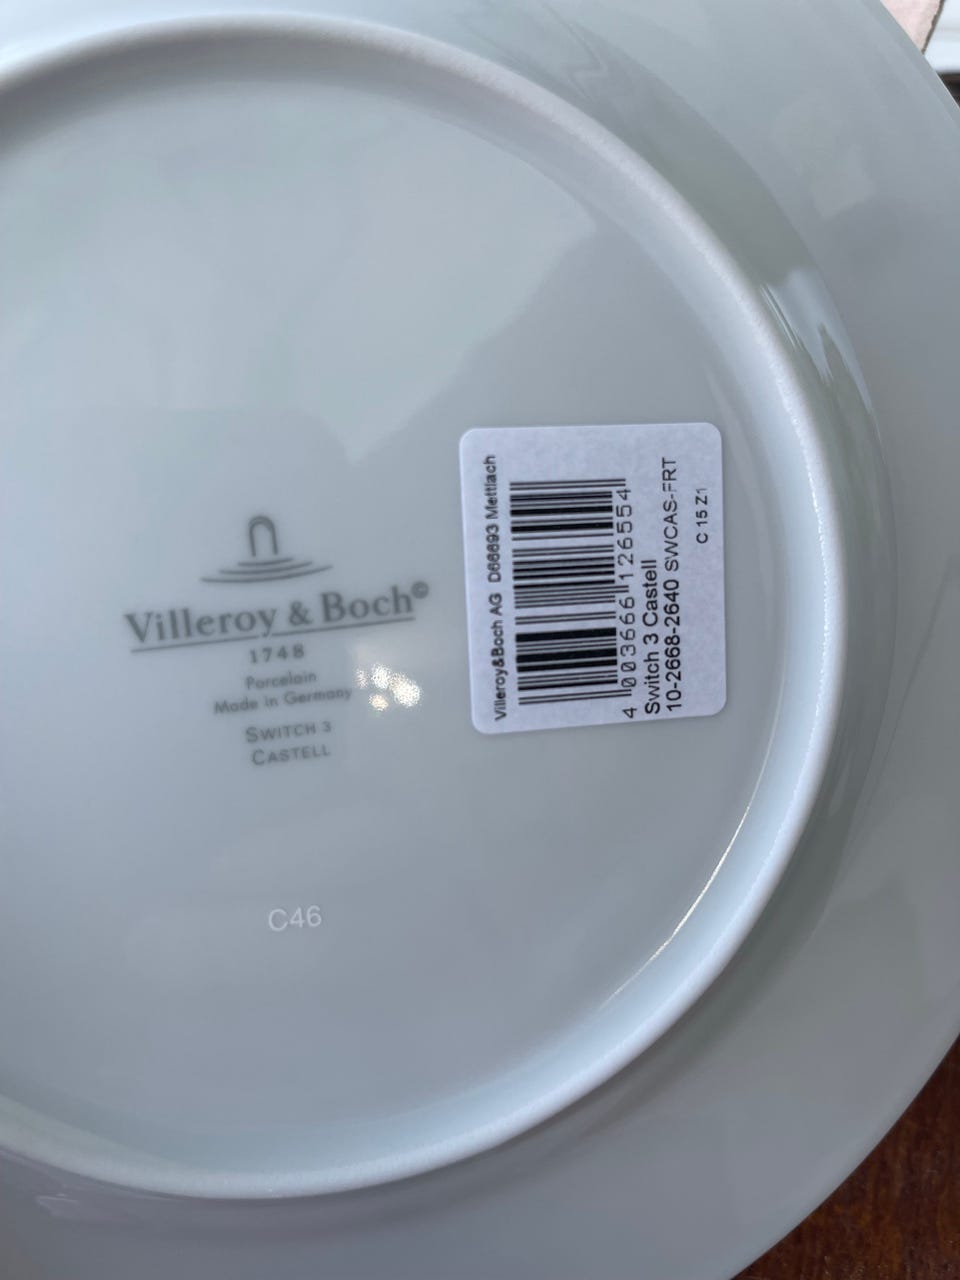 Villeroy & Boch©
1748
Porcelain
Made in Germany
SWITCH 3
CASTELL
C46
Villeroy&Boch AG D66693 Mettlach
4 003666 126554
Switch 3 Castell
10-2668-2640 SWCAS-FRT
C 15 Z1